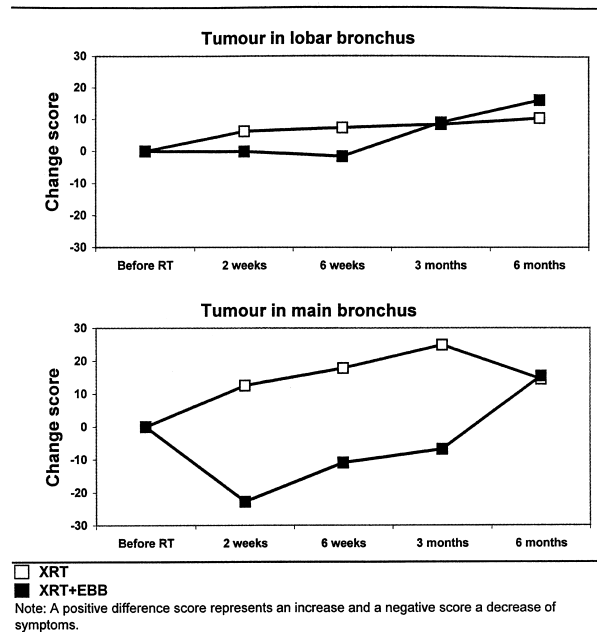 Tumour in lobar bronchus
Change score
30
20
10
0
-10
-20
-30
Before RT 2 weeks 6 weeks 3 months 6 months
Tumour in main bronchus
Change score
30
20
10
0
-10
-20
-30
Before RT 2 weeks 6 weeks 3 months 6 months
XRT
XRT+EBB
Note: A positive difference score represents an increase and a negative score a decrease of
symptoms.